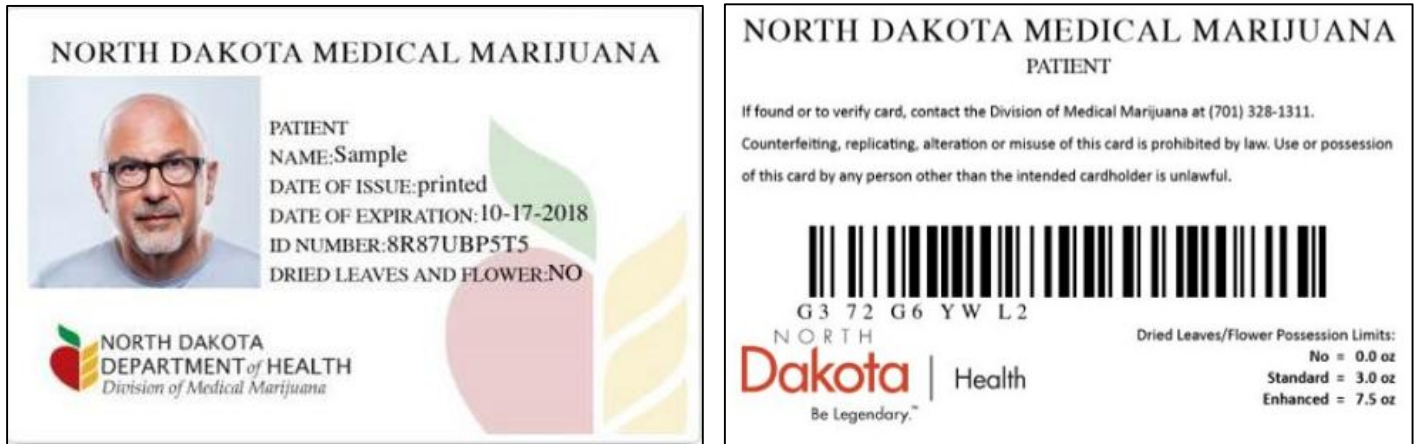 NORTH DAKOTA MEDICAL MARIJUANA
PATIENT
NAME:Sample
DATE OF ISSUE:printed
DATE OF EXPIRATION:10-17-2018
ID NUMBER:8R87UBP5T5
DRIED LEAVES AND FLOWER:NO
NORTH DAKOTA
DEPARTMENT of HEALTH
Division of Medical Marijuana
NORTH DAKOTA MEDICAL MARIJUANA
PATIENT
If found or to verify card, contact the Division of Medical Marijuana at (701) 328-1311.
Counterfeiting, replicating, alteration or misuse of this card is prohibited by law. Use or possession
of this card by any person other than the intended cardholder is unlawful.
G3 72 G6 YW L2
NORTH
Dakota
Health
Be Legendary.™
Dried Leaves/Flower Possession Limits:
No = 0.0 oz
Standard = 3.0 oz
Enhanced = 7.5 oz